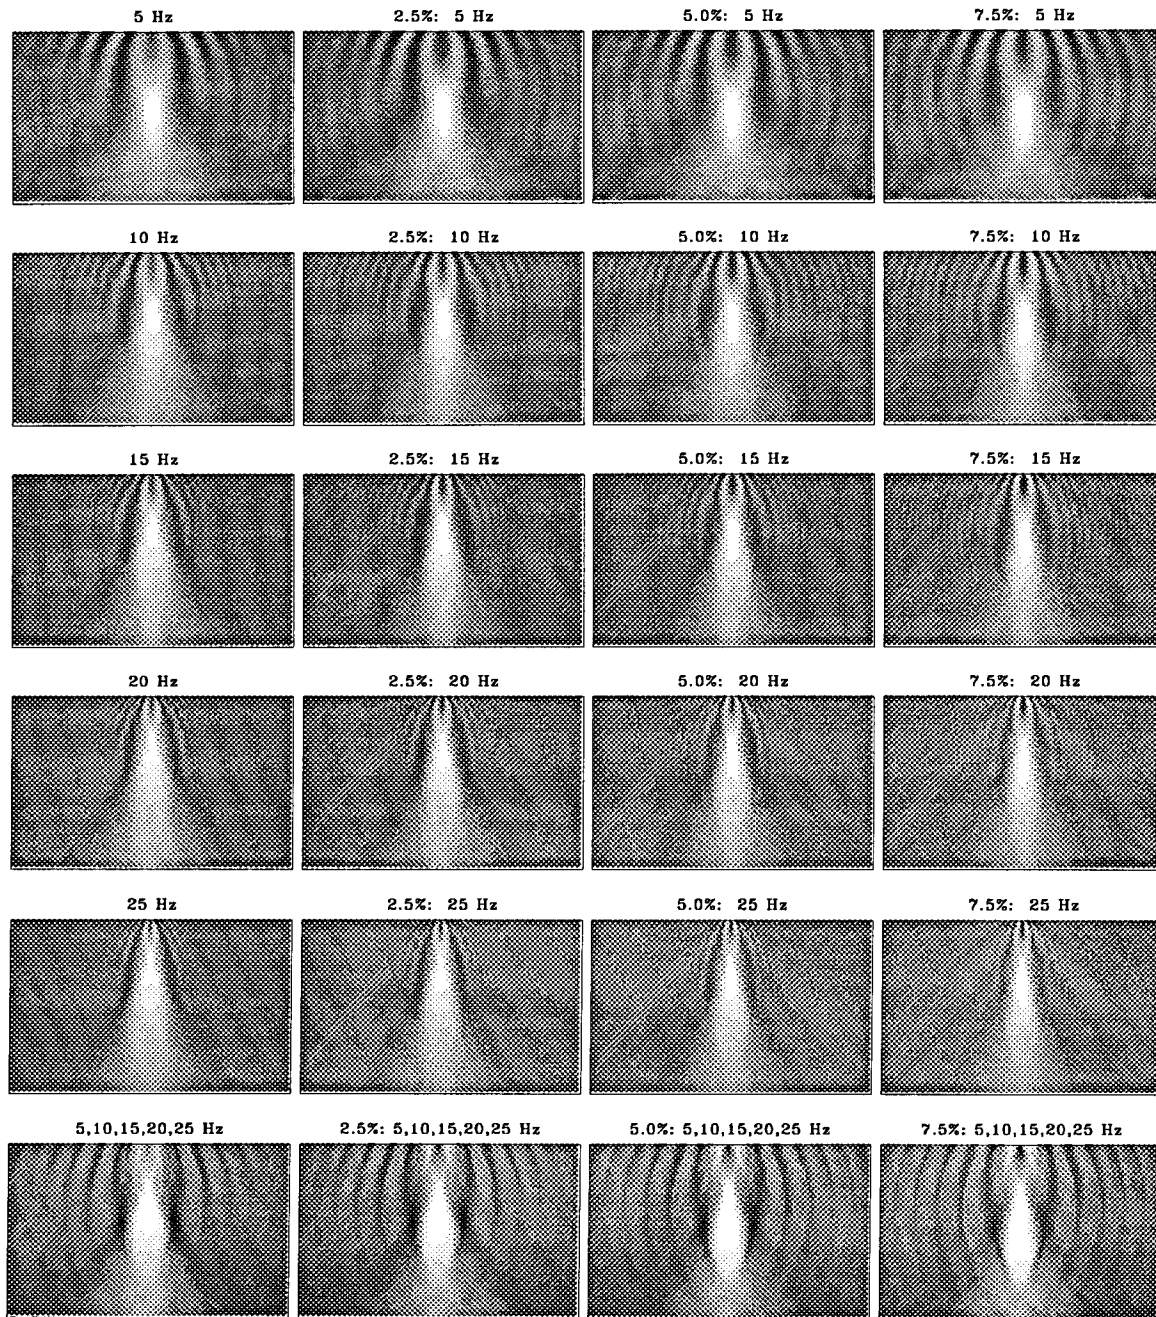 5 Hz
2.5%: 5 Hz
5.0%: 5 Hz
7.5%: 5 Hz
10 Hz
2.5%: 10 Hz
5.0%: 10 Hz
7.5%: 10 Hz
15 Hz
2.5%: 15 Hz
5.0%: 15 Hz
7.5%: 15 Hz
20 Hz
2.5%: 20 Hz
5.0%: 20 Hz
7.5%: 20 Hz
25 Hz
2.5%: 25 Hz
5.0%: 25 Hz
7.5%: 25 Hz
5,10,15,20,25 Hz
2.5%: 5,10,15,20,25 Hz
5.0%: 5,10,15,20,25 Hz
7.5%: 5,10,15,20,25 Hz